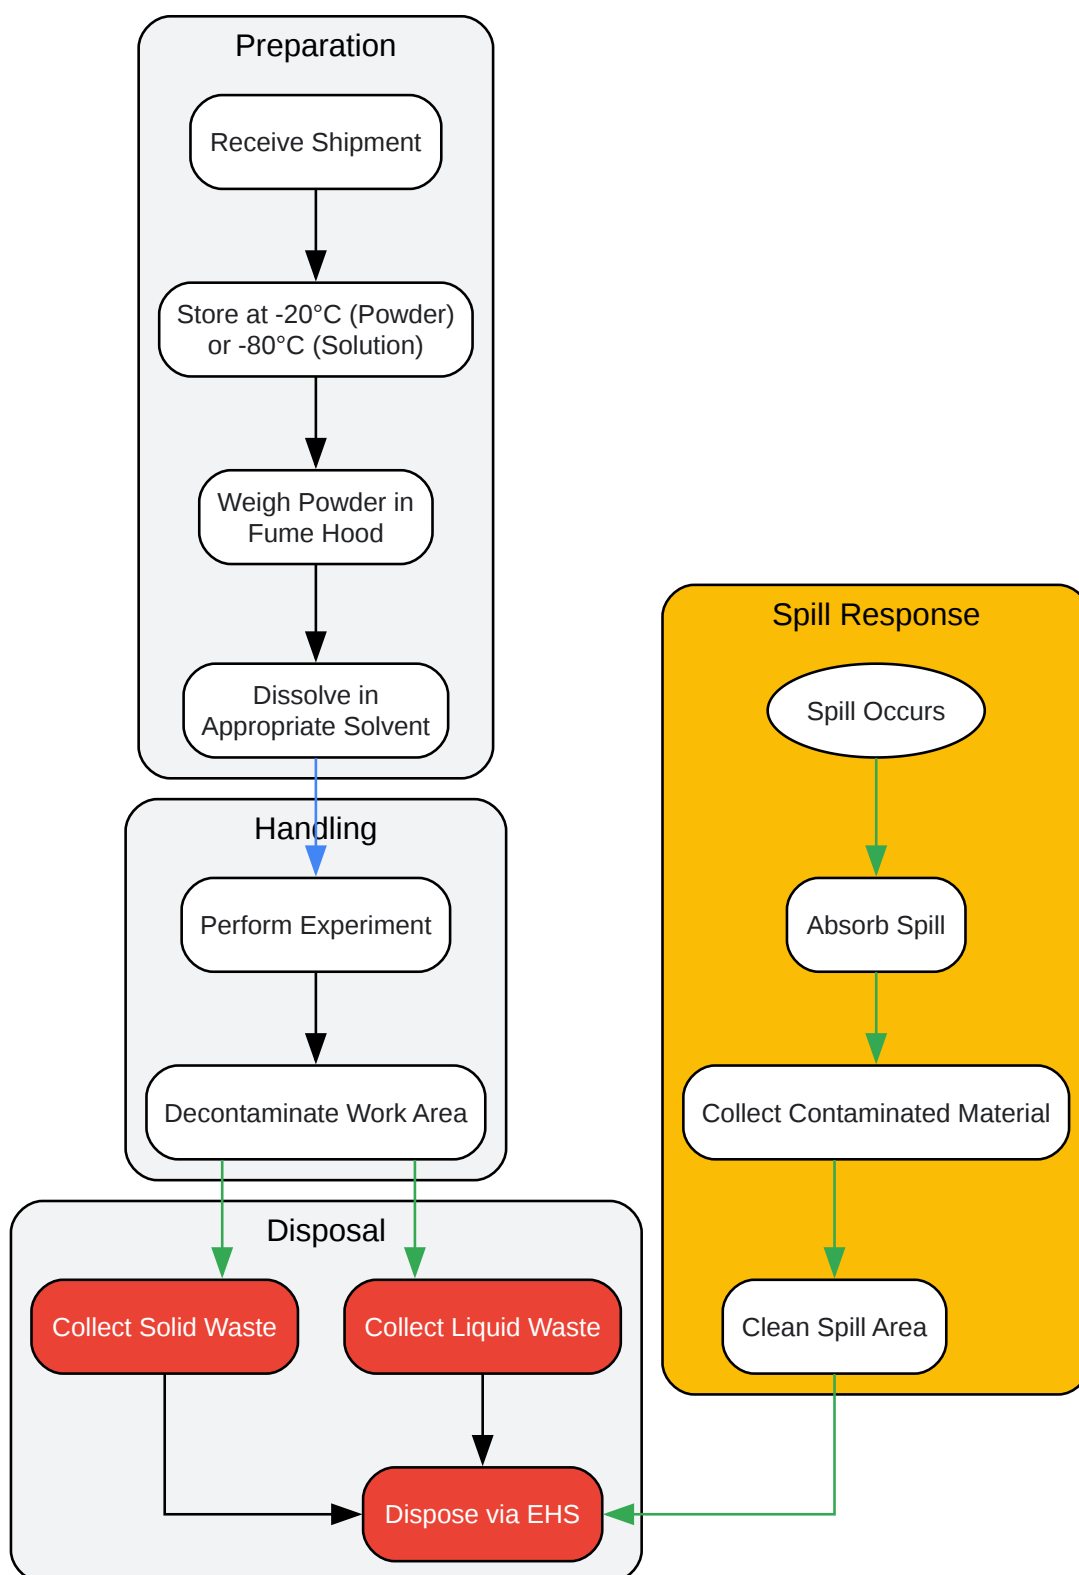 Preparation
Receive Shipment
Store at -20°C (Powder)
or -80°C (Solution)
Weigh Powder in
Fume Hood
Dissolve in
Appropriate Solvent
Handling
Perform Experiment
Decontaminate Work Area
Disposal
Collect Solid Waste
Collect Liquid Waste
Dispose via EHS
Spill Response
Spill Occurs
Absorb Spill
Collect Contaminated Material
Clean Spill Area